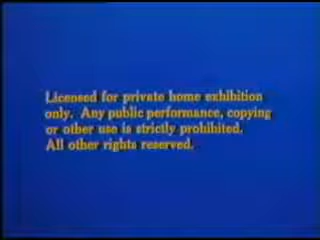 Licensed for private home exhibition
only. Any public performance, copying
or other use is strictly prohibited.
All other rights reserved.